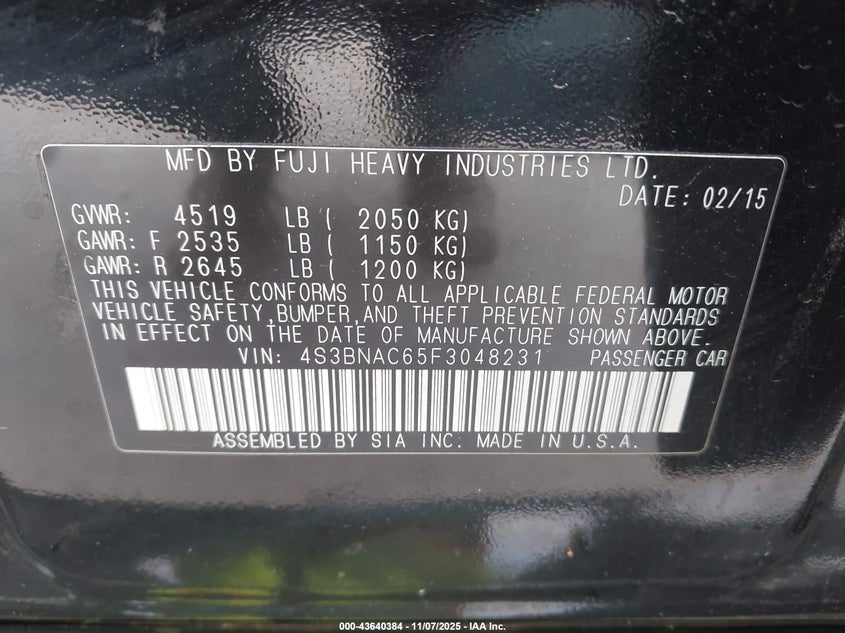 MFD BY FUJI HEAVY INDUSTRIES LTD.
DATE: 02/15
GVWR: 4519 LB ( 2050 KG)
GAWR: F 2535 LB ( 1150 KG)
GAWR: R 2645 LB ( 1200 KG)
THIS VEHICLE CONFORMS TO ALL APPLICABLE FEDERAL MOTOR
VEHICLE SAFETY,BUMPER,AND THEFT PREVENTION STANDARDS
IN EFFECT ON THE DATE OF MANUFACTURE SHOWN ABOVE.
VIN: 4S3BNAC65F3048231 PASSENGER CAR
ASSEMBLED BY SIA INC. MADE IN U.S.A.
000-43640384 - 11/07/2025 - IAA Inc.